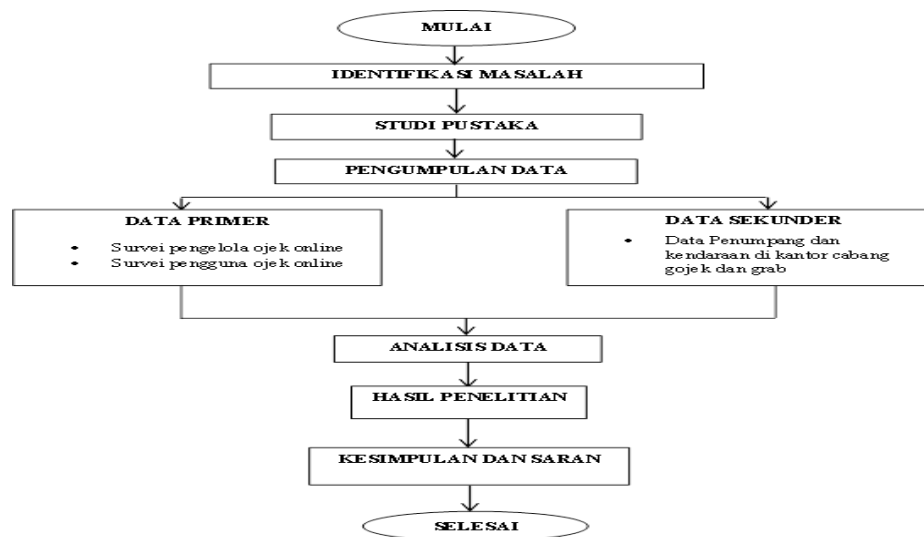 MULAI
IDENTIFIKASI MASALAH
STUDI PUSTAKA
PENGUMPULAN DATA
DATA PRIMER
• Survei pengelola ojek online
• Survei pengguna ojek online
DATA SEKUNDER
• Data Penumpang dan
kendaraan di kantor cabang
gojek dan grab
ANALISIS DATA
HASIL PENELITIAN
KESIMPULAN DAN SARAN
SELESAI